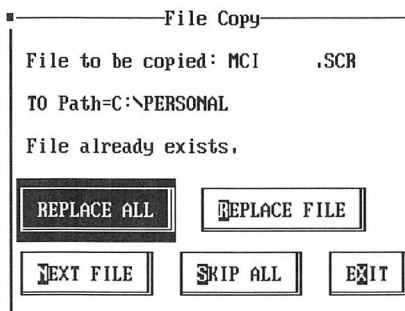 File Copy
File to be copied: MCI .SCR
TO Path=C:\PERSONAL
File already exists.
REPLACE ALL REPLACE FILE
NEXT FILE SKIP ALL EXIT